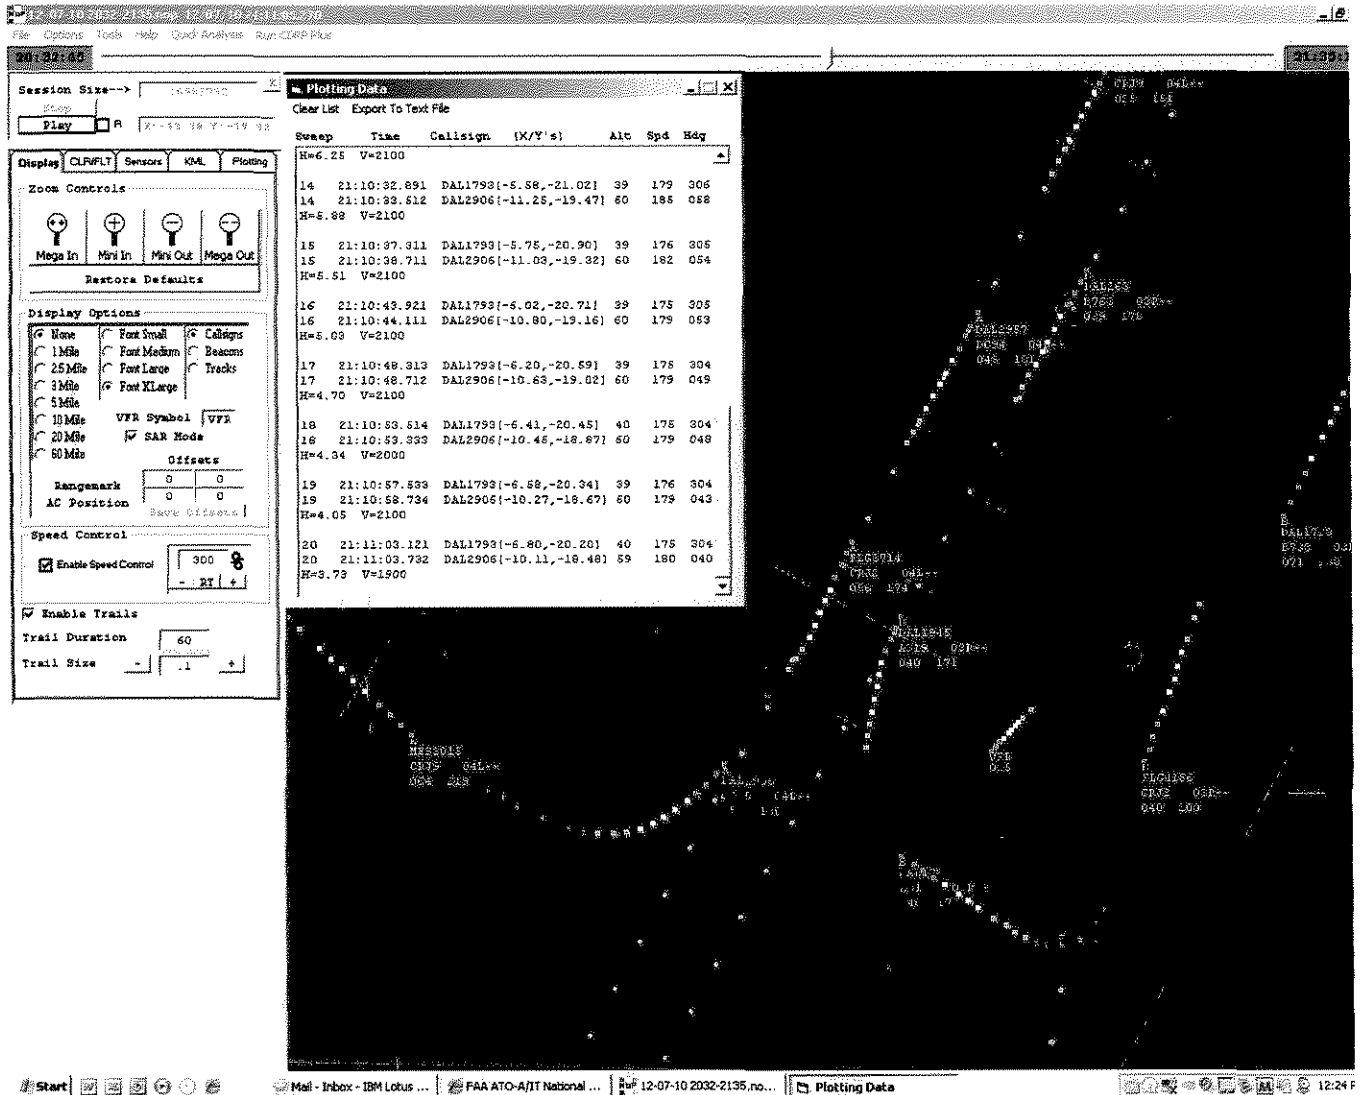 File Options Tools Help Quick Analysis Run CDRP Plus
20:32:45
Session Size-->
Stop
Play R
Display CLR/FLT Sensors KML Plotting
Zoom Controls
Mega In Mini In Mini Out Mega Out
Restore Defaults
Display Options
None Font Small Callsigns
1 Mile Font Medium Beacons
2.5 Mile Font Large Tracks
3 Mile Font XLarge
5 Mile
10 Mile VFR Symbol VFR
20 Mile SAR Mode
60 Mile
Offsets
Rangemark 0 0
AC Position 0 0
Save Offsets
Speed Control
Enable Speed Control 300
- RT +
Enable Trails
Trail Duration 60
Trail Size - .1 +
Plotting Data
Clear List Export To Text File
Sweep Time Callsign (X/Y's) Alt Spd Hdg
H=6.25 V=2100
14 21:10:32.891 DAL1793(-5.58,-21.02) 39 179 306
14 21:10:33.512 DAL2906(-11.25,-19.47) 60 185 058
H=5.88 V=2100
15 21:10:37.311 DAL1793(-5.75,-20.90) 39 176 305
15 21:10:38.711 DAL2906(-11.03,-19.32) 60 182 054
H=5.51 V=2100
16 21:10:43.921 DAL1793(-6.02,-20.71) 39 175 305
16 21:10:44.111 DAL2906(-10.80,-19.16) 60 179 053
H=5.03 V=2100
17 21:10:48.313 DAL1793(-6.20,-20.59) 39 175 304
17 21:10:48.712 DAL2906(-10.63,-19.02) 60 179 049
H=4.70 V=2100
18 21:10:53.514 DAL1793(-6.41,-20.45) 40 175 304
18 21:10:53.333 DAL2906(-10.45,-18.87) 60 179 048
H=4.34 V=2000
19 21:10:57.533 DAL1793(-6.58,-20.34) 39 176 304
19 21:10:58.734 DAL2906(-10.27,-18.67) 60 179 043
H=4.05 V=2100
20 21:11:03.121 DAL1793(-6.80,-20.20) 40 175 304
20 21:11:03.732 DAL2906(-10.11,-18.48) 59 180 040
H=3.73 V=1900
DAL1945
A319
040 171
040
VFR
Start
Mail - Inbox - IBM Lotus ...
FAA ATO-A/IT National ...
12-07-10 2032-2135.no...
Plotting Data
12:24 P